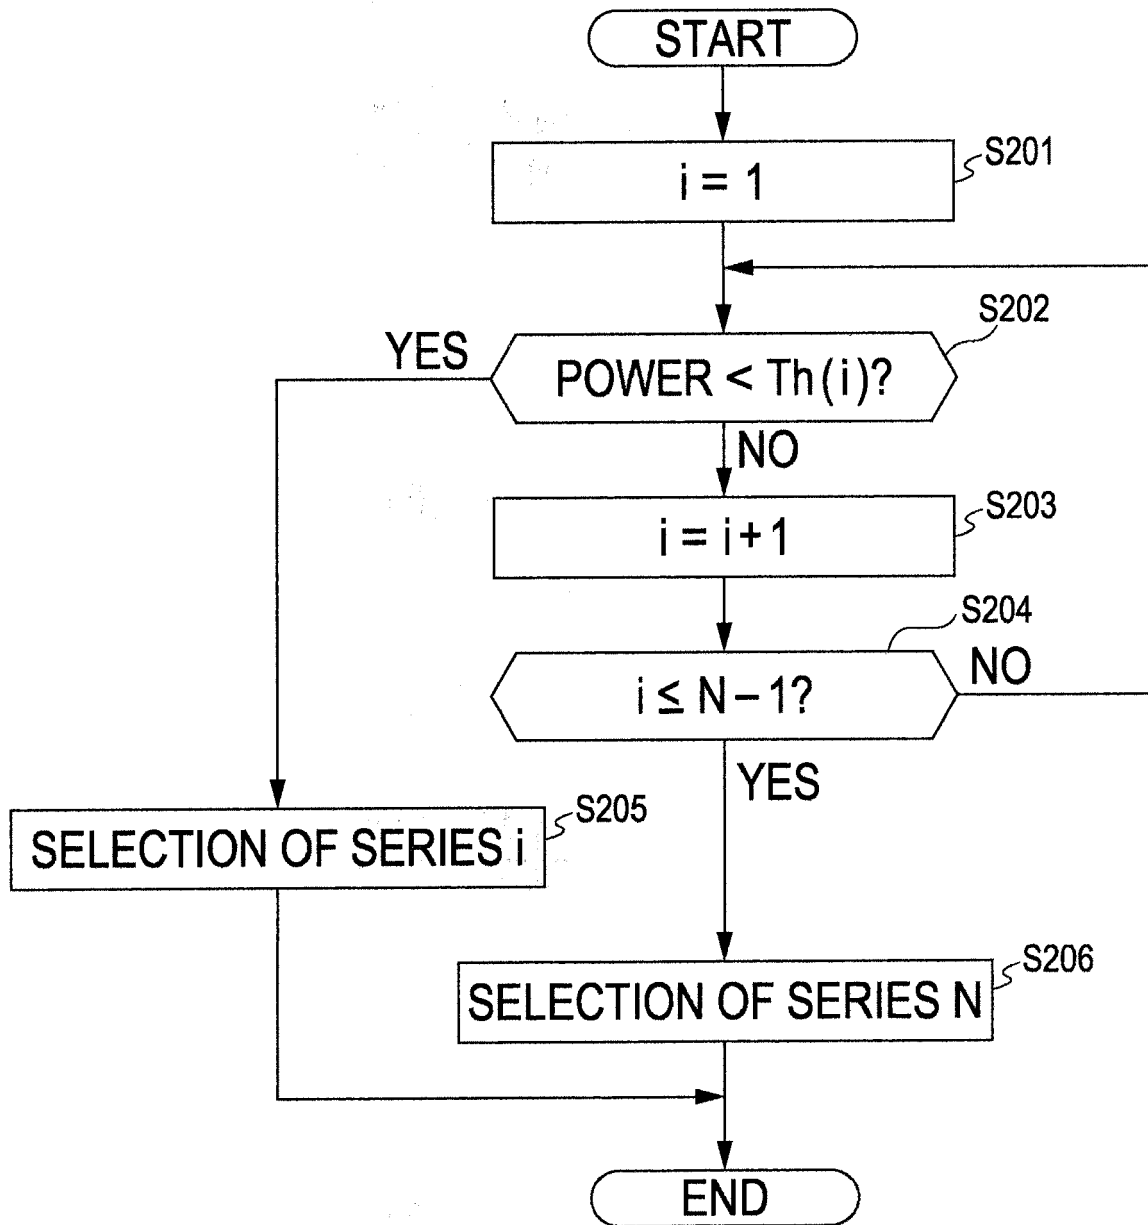 START
i = 1
S201
S202
YES
POWER < Th(i)?
NO
S203
i = i+1
S204
i ≤ N–1?
NO
YES
S205
SELECTION OF SERIES i
S206
SELECTION OF SERIES N
END